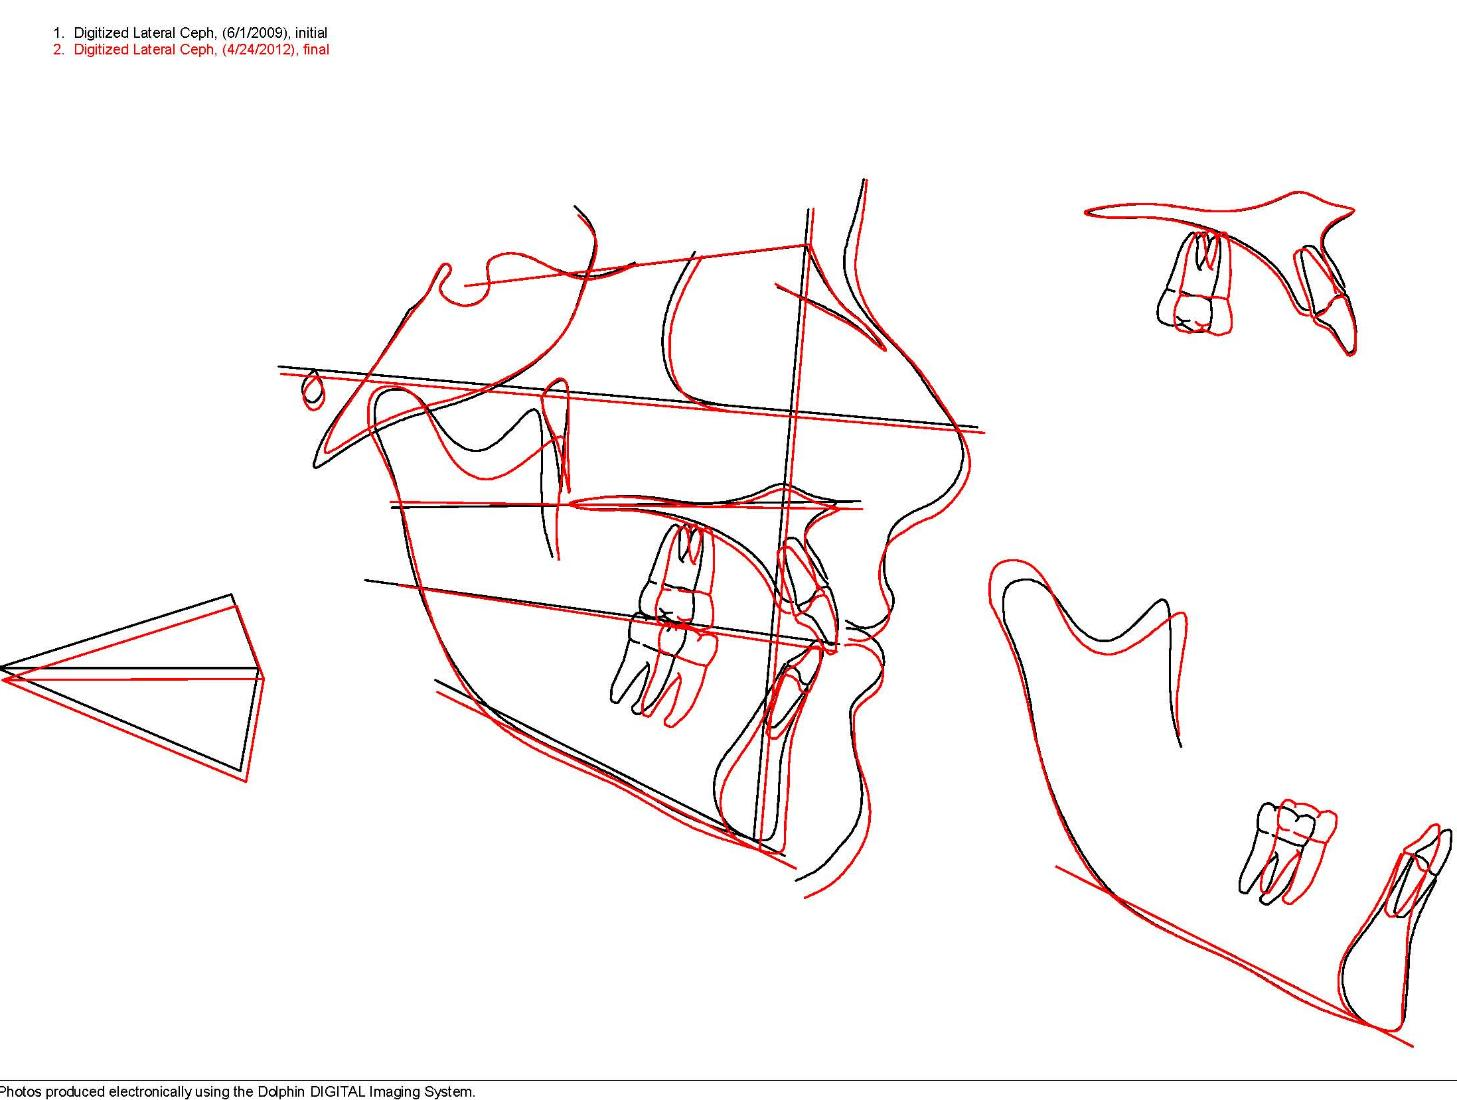 1. Digitized Lateral Ceph, (6/1/2009), initial
2. Digitized Lateral Ceph, (4/24/2012), final
Photos produced electronically using the Dolphin DIGITAL Imaging System.